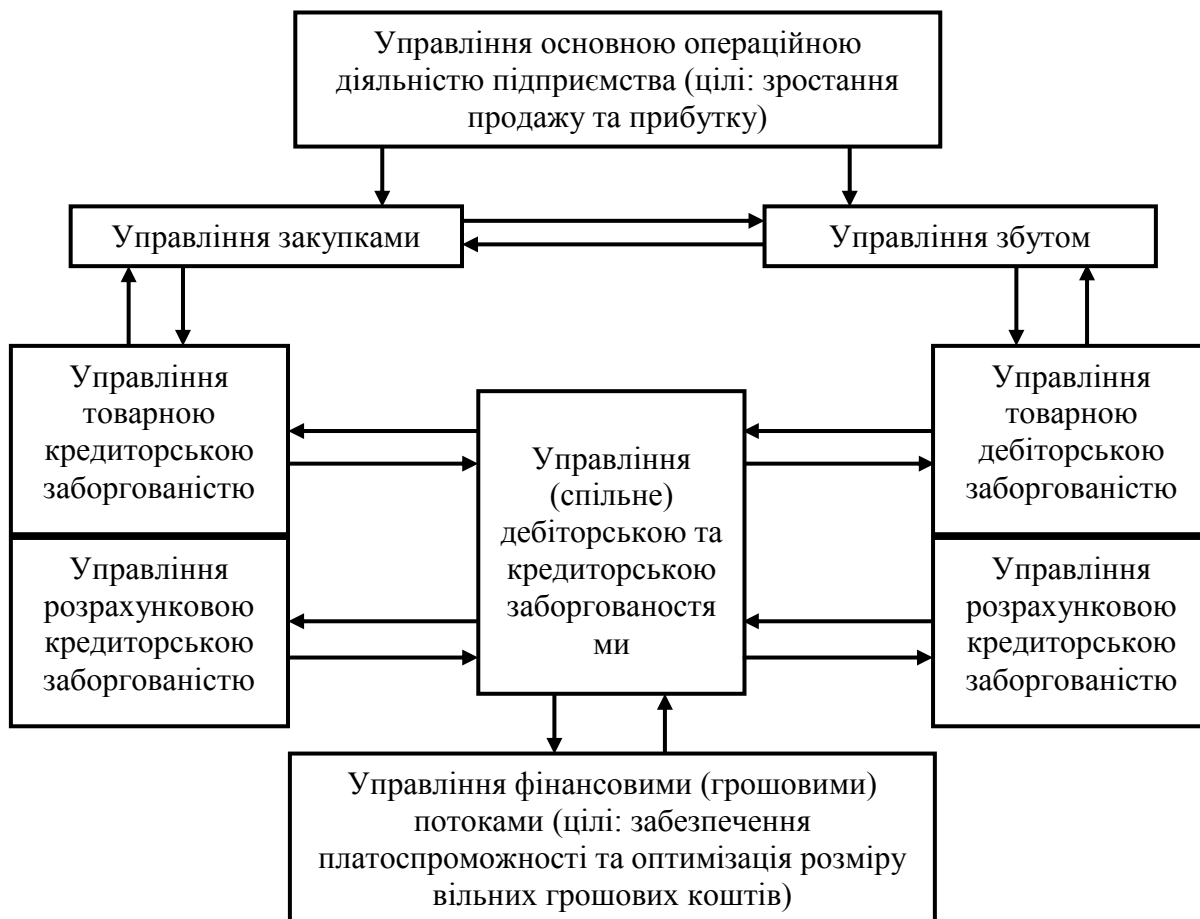 Управління основною операційною
діяльністю підприємства (цілі: зростання
продажу та прибутку)
Управління закупками
Управління збутом
Управління
товарною
кредиторською
заборгованістю
Управління
(спільне)
дебіторською та
кредиторською
заборгованостя
ми
Управління
товарною
дебіторською
заборгованістю
Управління
розрахунковою
кредиторською
заборгованістю
Управління
розрахунковою
кредиторською
заборгованістю
Управління фінансовими (грошовими)
потоками (цілі: забезпечення
платоспроможності та оптимізація розміру
вільних грошових коштів)